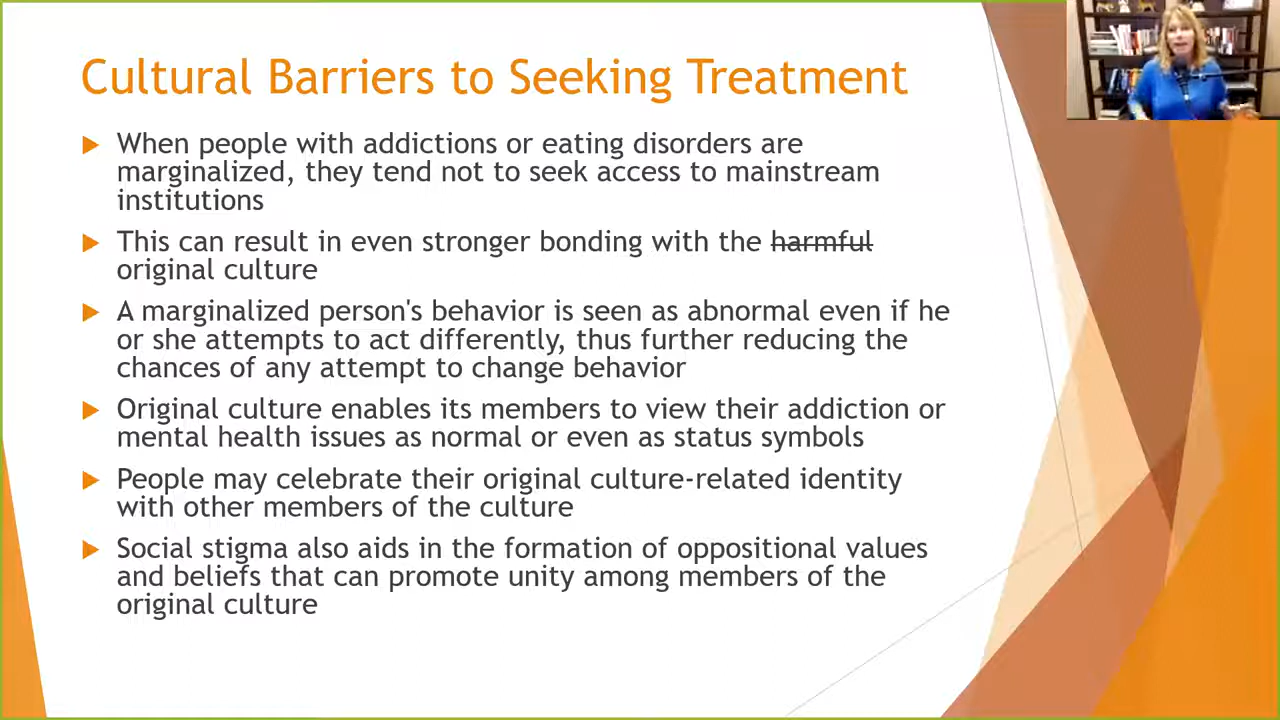 Cultural Barriers to Seeking Treatment
When people with addictions or eating disorders are
marginalized, they tend not to seek access to mainstream
institutions
This can result in even stronger bonding with the harmful
original culture
A marginalized person's behavior is seen as abnormal even if he
or she attempts to act differently, thus further reducing the
chances of any attempt to change behavior
Original culture enables its members to view their addiction or
mental health issues as normal or even as status symbols
People may celebrate their original culture-related identity
with other members of the culture
Social stigma also aids in the formation of oppositional values
and beliefs that can promote unity among members of the
original culture